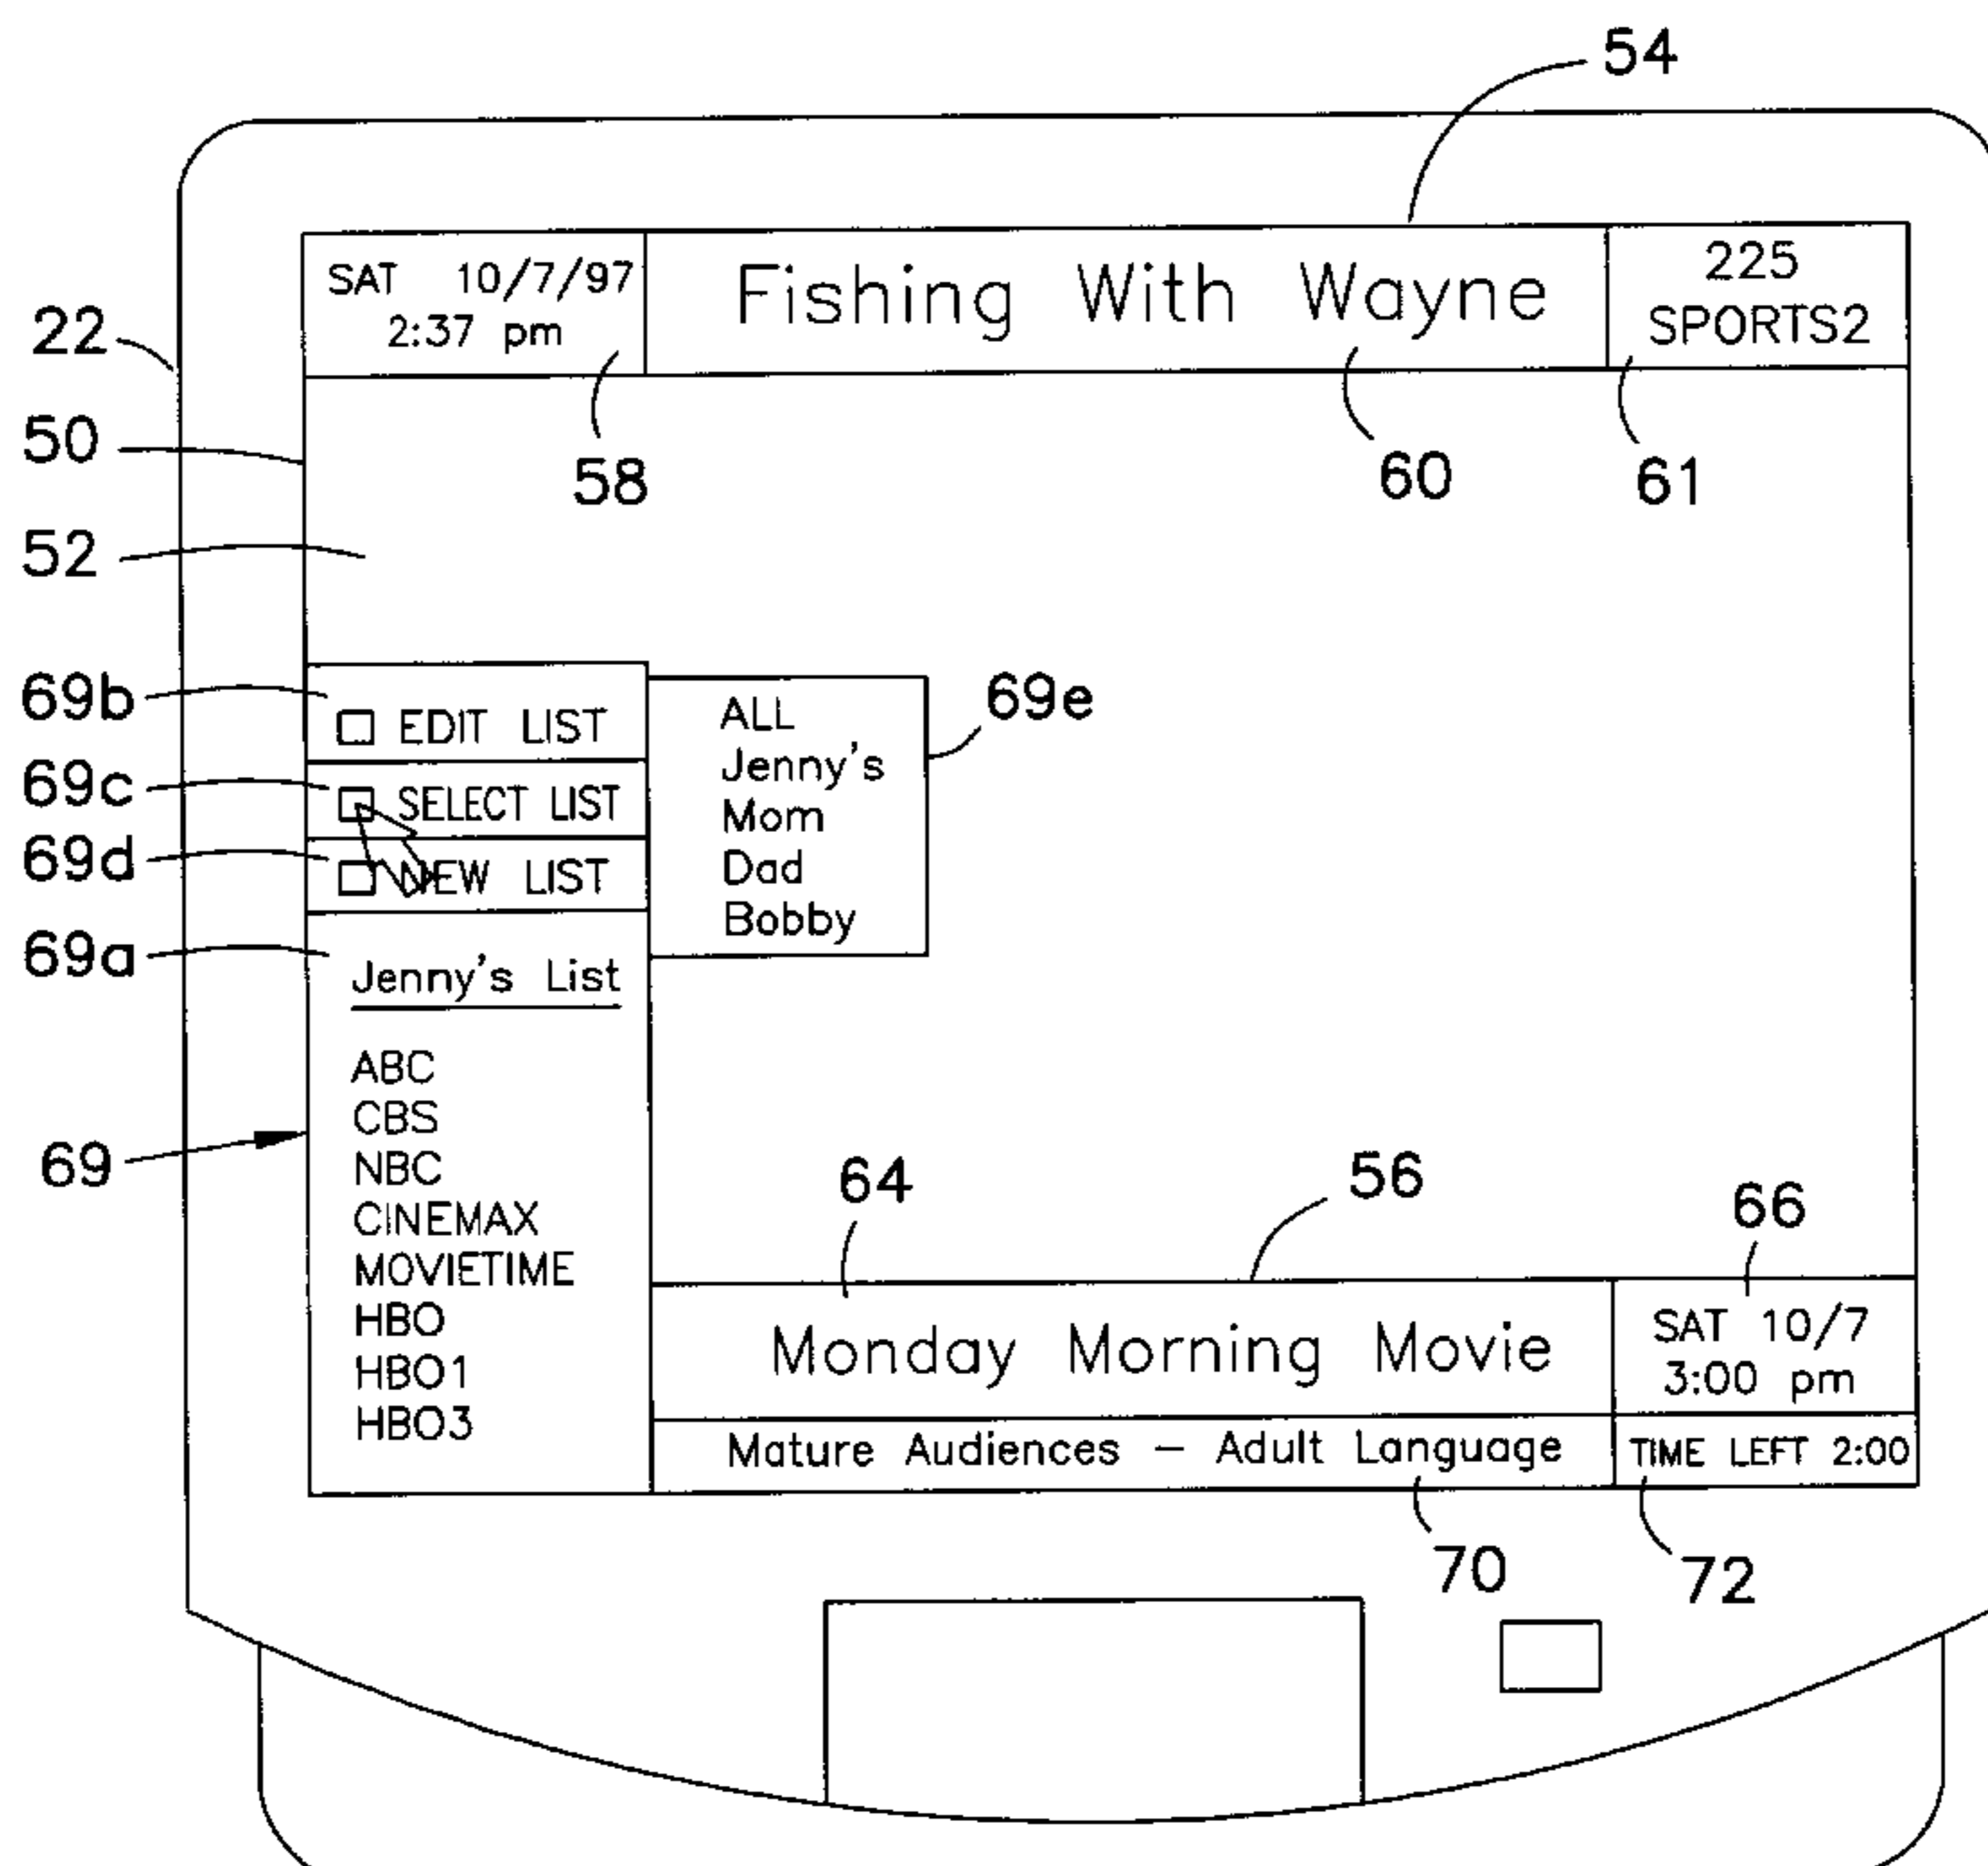 54
SAT 10/7/97
2:37 pm
Fishing With Wayne
225
SPORTS2
22
50
58
60
61
52
69b
EDIT LIST
69c
SELECT LIST
69d
NEW LIST
ALL
Jenny's
Mom
Dad
Bobby
69e
69a
Jenny's List
ABC
CBS
NBC
CINEMAX
MOVIETIME
HBO
HBO1
HBO3
69
64
56
66
Monday Morning Movie
SAT 10/7
3:00 pm
Mature Audiences – Adult Language
TIME LEFT 2:00
70
72